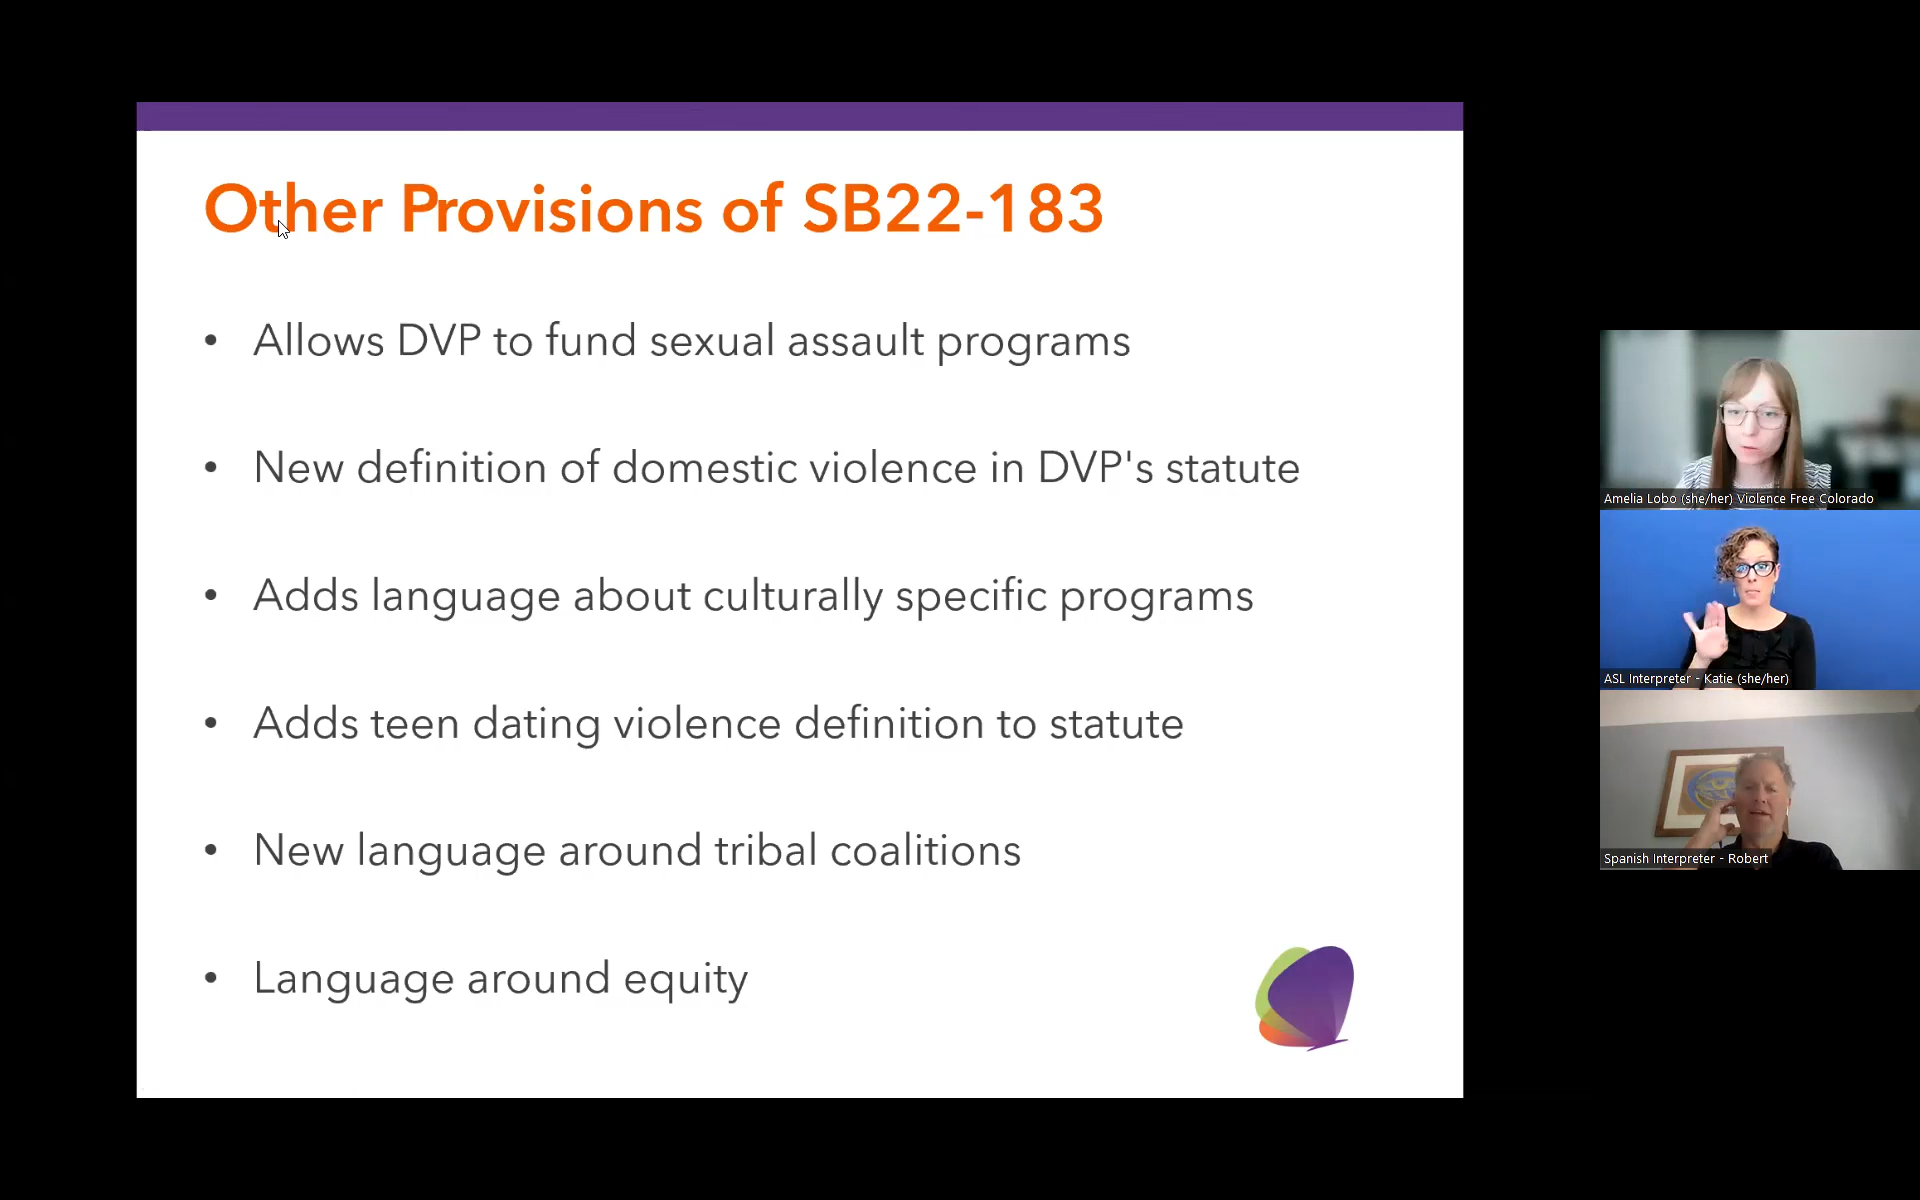 Other Provisions of SB22-183
• Allows DVP to fund sexual assault programs
• New definition of domestic violence in DVP's statute
• Adds language about culturally specific programs
• Adds teen dating violence definition to statute
• New language around tribal coalitions
• Language around equity
Amelia Lobo (she/her) Violence Free Colorado
ASL Interpreter - Katie (she/her)
Spanish Interpreter - Robert